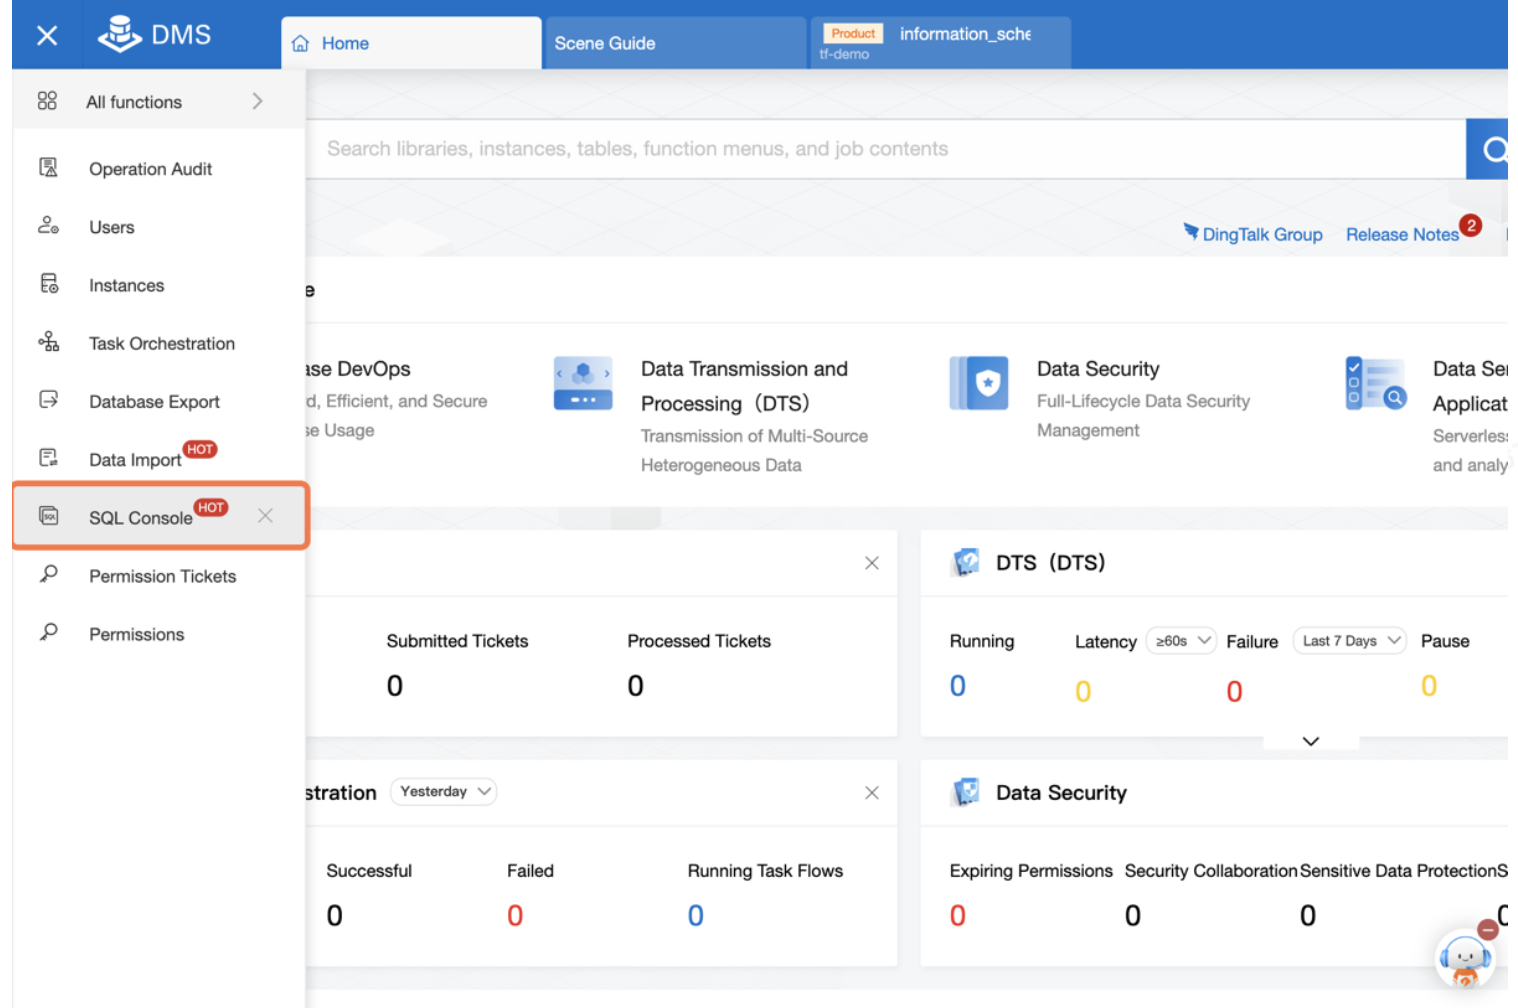 DMS
Home
Scene Guide
Product
information_sche
tf-demo
All functions
Operation Audit
Users
Instances
Task Orchestration
Database Export
Data Import HOT
SQL Console HOT
Permission Tickets
Permissions
Search libraries, instances, tables, function menus, and job contents
DingTalk Group
Release Notes 2
e
ase DevOps
d, Efficient, and Secure
se Usage
Data Transmission and
Processing（DTS）
Transmission of Multi-Source
Heterogeneous Data
Data Security
Full-Lifecycle Data Security
Management
Data Se
Applicat
Serverles
and analy
Submitted Tickets
0
Processed Tickets
0
DTS（DTS）
Running
0
Latency ≥60s
0
Failure Last 7 Days
0
Pause
0
stration Yesterday
Successful
0
Failed
0
Running Task Flows
0
Data Security
Expiring Permissions
0
Security Collaboration
0
Sensitive Data Protection
0
S